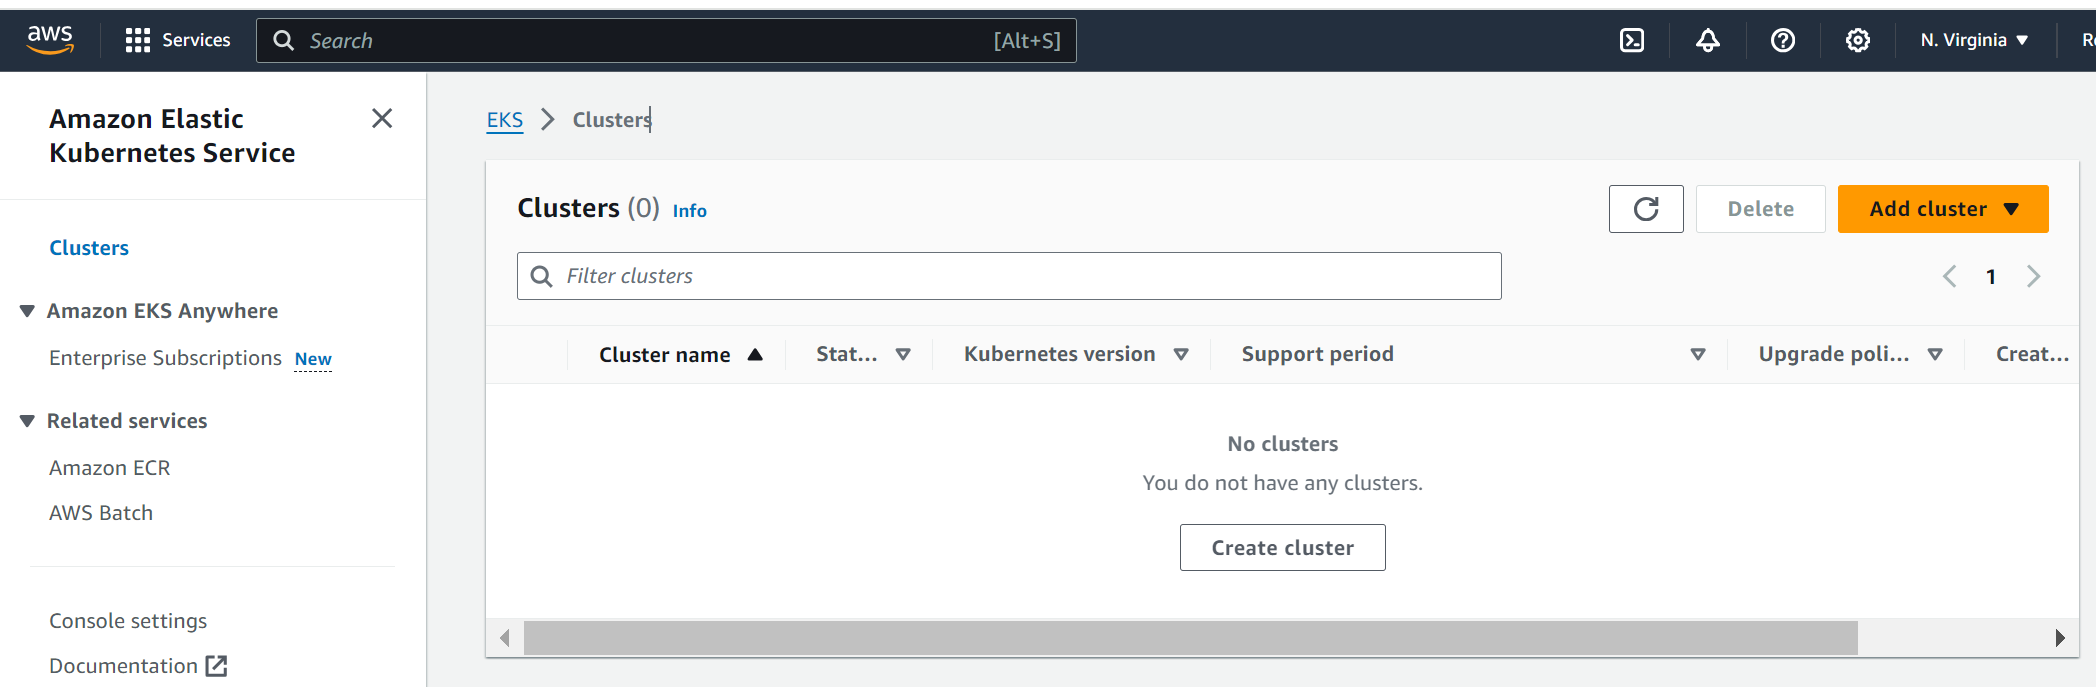 aws
Services
Search [Alt+S]
N. Virginia
Amazon Elastic
Kubernetes Service
Clusters
Amazon EKS Anywhere
Enterprise Subscriptions New
Related services
Amazon ECR
AWS Batch
Console settings
Documentation
EKS > Clusters
Clusters (0) Info
Delete
Add cluster
Filter clusters
1
Cluster name Stat... Kubernetes version Support period Upgrade poli... Creat...
No clusters
You do not have any clusters.
Create cluster